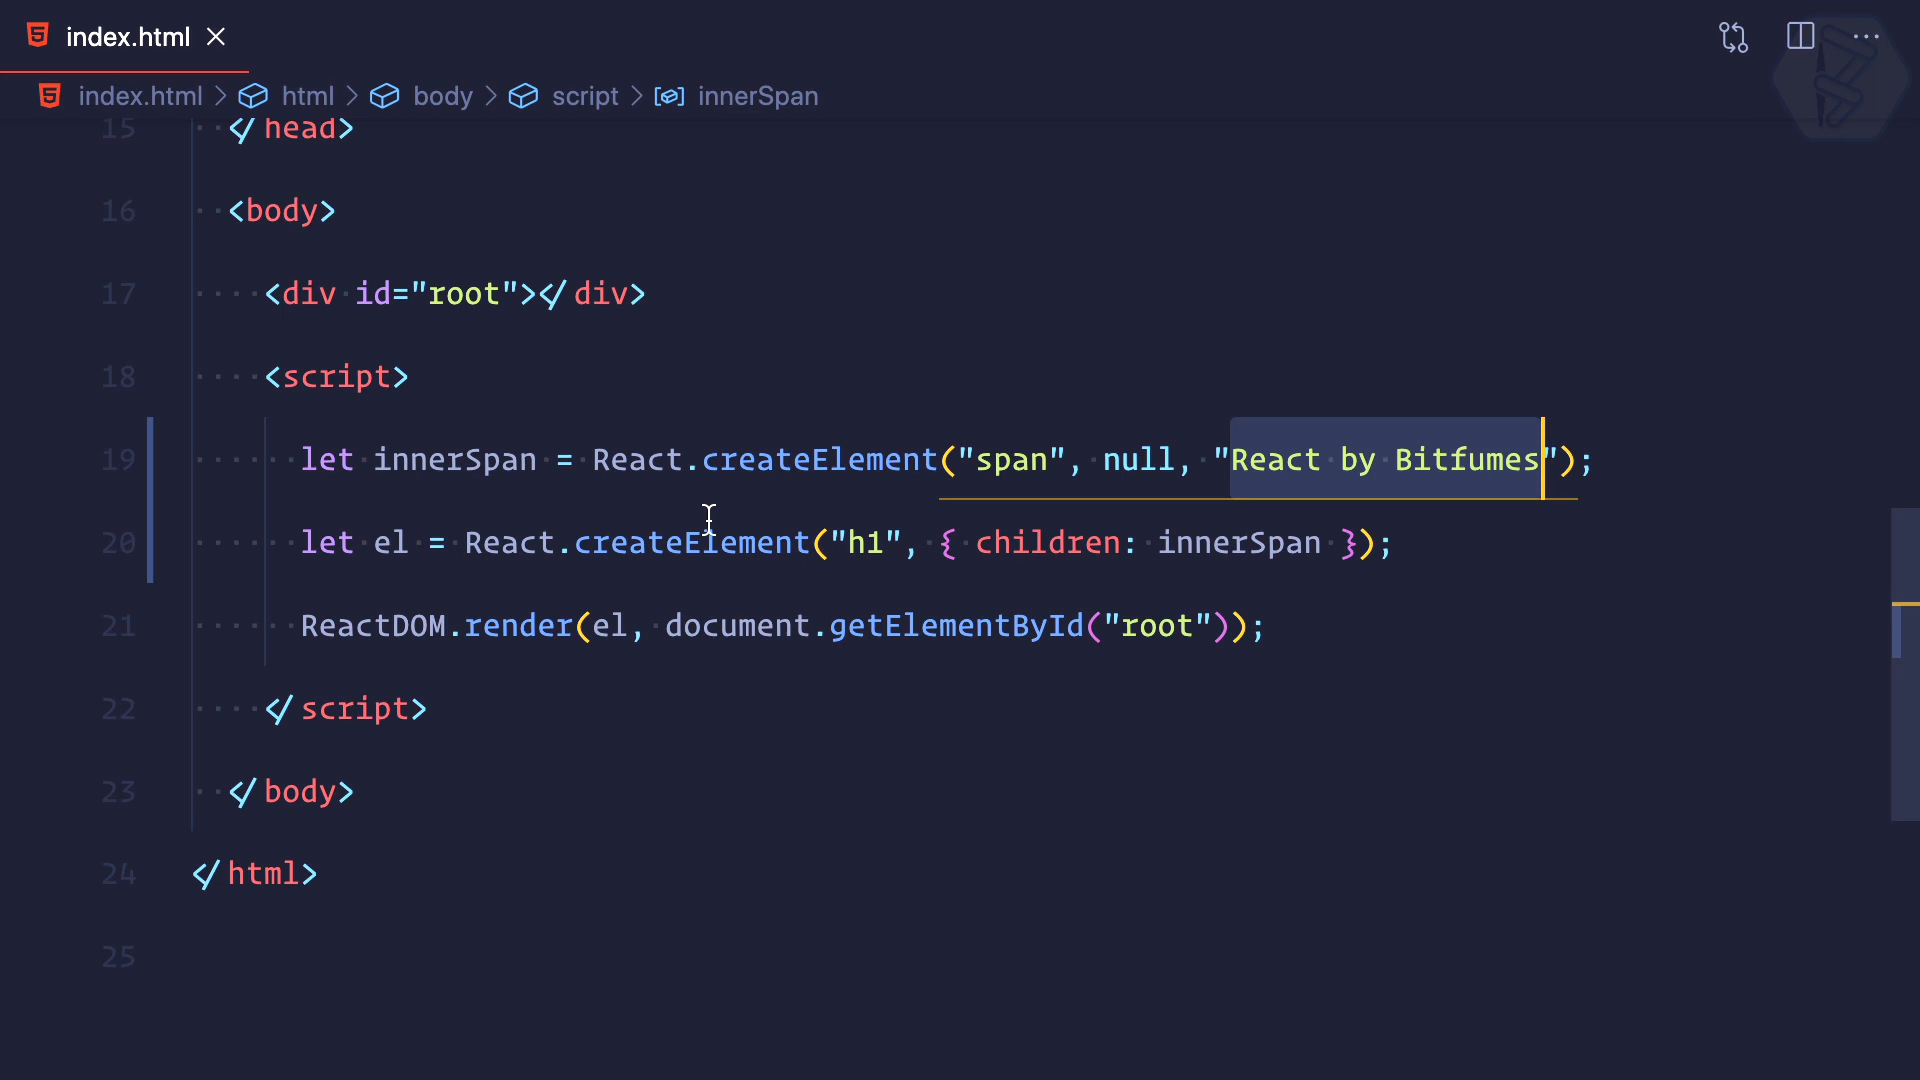 index.html
index.html > html > body > script > innerSpan
15 </head>
16 <body>
17 <div id="root"></div>
18 <script>
19 let innerSpan = React.createElement("span", null, "React by Bitfumes");
20 let el = React.createElement("h1", { children: innerSpan });
21 ReactDOM.render(el, document.getElementById("root"));
22 </script>
23 </body>
24 </html>
25